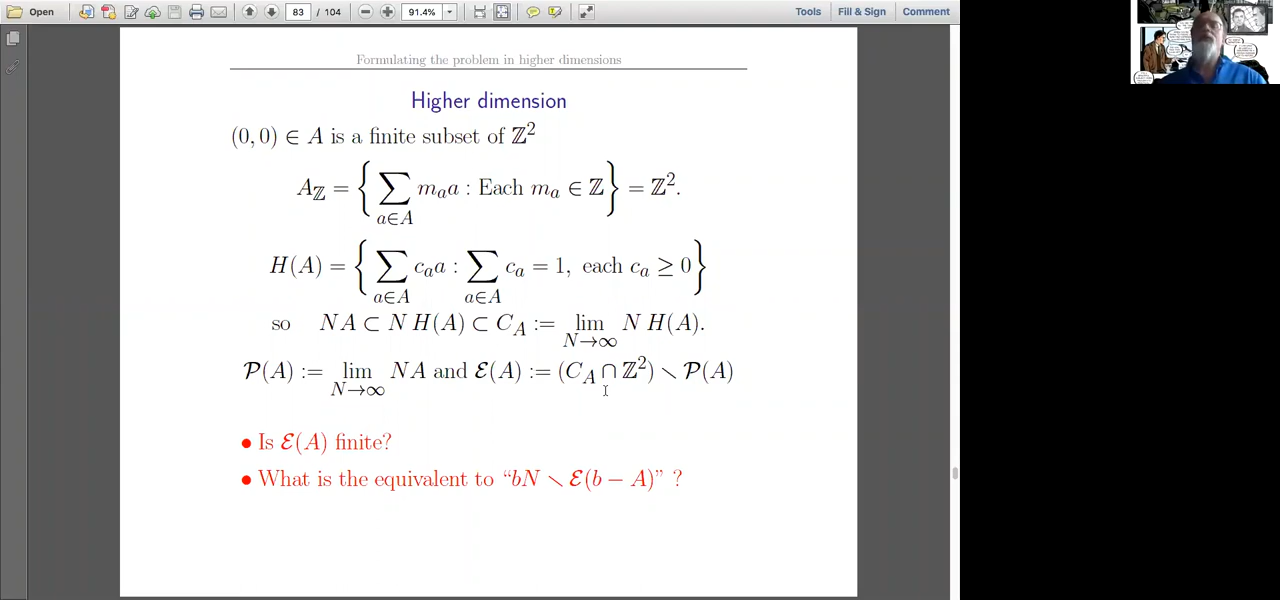 Open
83 / 104
91.4%
Tools
Fill & Sign
Comment
Formulating the problem in higher dimensions
Higher dimension
(0, 0) ∈ A is a finite subset of ℤ²
A_ℤ = { ∑_{a∈A} m_a a : Each m_a ∈ ℤ } = ℤ².
H(A) = { ∑_{a∈A} c_a a : ∑_{a∈A} c_a = 1, each c_a ≥ 0 }
so NA ⊂ N H(A) ⊂ C_A := lim_{N→∞} N H(A).
𝒫(A) := lim_{N→∞} NA and ℰ(A) := (C_A ∩ ℤ²) ∖ 𝒫(A)
• Is ℰ(A) finite?
• What is the equivalent to “bN ∖ ℰ(b − A)” ?